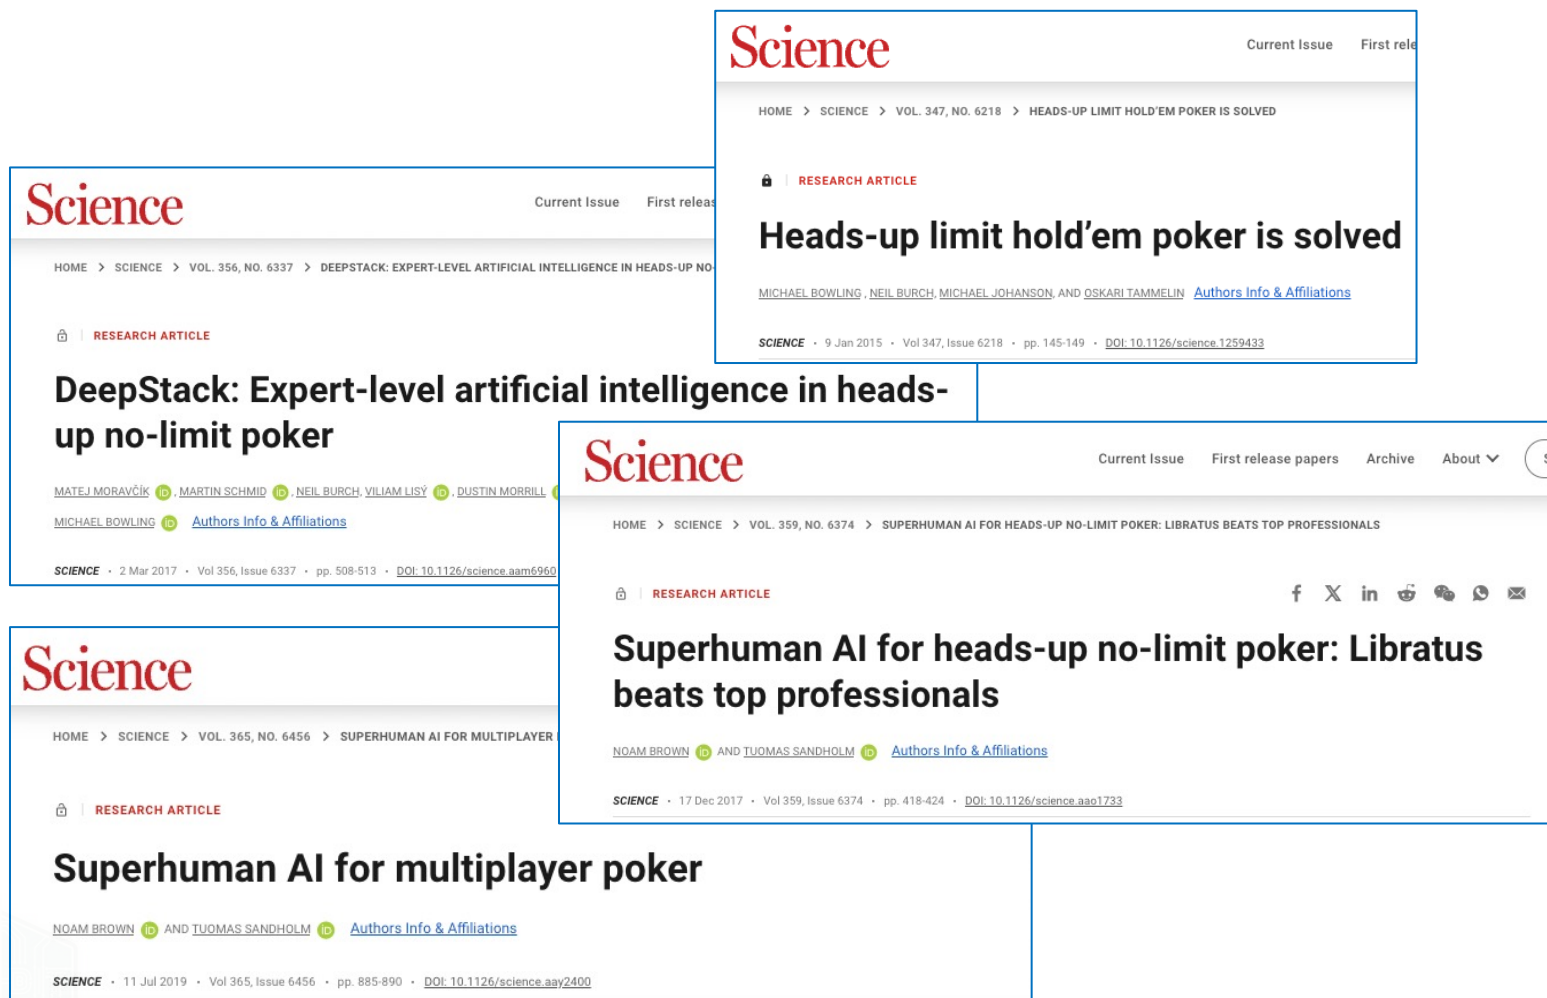 Science
Current Issue First rele
HOME > SCIENCE > VOL. 347, NO. 6218 > HEADS-UP LIMIT HOLD'EM POKER IS SOLVED
RESEARCH ARTICLE
Heads-up limit hold'em poker is solved
MICHAEL BOWLING, NEIL BURCH, MICHAEL JOHANSON, AND OSKARI TAMMELIN Authors Info & Affiliations
SCIENCE · 9 Jan 2015 · Vol 347, Issue 6218 · pp. 145-149 · DOI: 10.1126/science.1259433
Science
Current Issue First releas
HOME > SCIENCE > VOL. 356, NO. 6337 > DEEPSTACK: EXPERT-LEVEL ARTIFICIAL INTELLIGENCE IN HEADS-UP NO-
RESEARCH ARTICLE
DeepStack: Expert-level artificial intelligence in heads-
up no-limit poker
MATEJ MORAVČÍK iD, MARTIN SCHMID iD, NEIL BURCH, VILIAM LISÝ iD, DUSTIN MORRILL
MICHAEL BOWLING iD Authors Info & Affiliations
SCIENCE · 2 Mar 2017 · Vol 356, Issue 6337 · pp. 508-513 · DOI: 10.1126/science.aam6960
Science
Current Issue First release papers Archive About S
HOME > SCIENCE > VOL. 359, NO. 6374 > SUPERHUMAN AI FOR HEADS-UP NO-LIMIT POKER: LIBRATUS BEATS TOP PROFESSIONALS
RESEARCH ARTICLE
Superhuman AI for heads-up no-limit poker: Libratus
beats top professionals
NOAM BROWN iD AND TUOMAS SANDHOLM iD Authors Info & Affiliations
SCIENCE · 17 Dec 2017 · Vol 359, Issue 6374 · pp. 418-424 · DOI: 10.1126/science.aao1733
Science
HOME > SCIENCE > VOL. 365, NO. 6456 > SUPERHUMAN AI FOR MULTIPLAYER
RESEARCH ARTICLE
Superhuman AI for multiplayer poker
NOAM BROWN iD AND TUOMAS SANDHOLM iD Authors Info & Affiliations
SCIENCE · 11 Jul 2019 · Vol 365, Issue 6456 · pp. 885-890 · DOI: 10.1126/science.aay2400